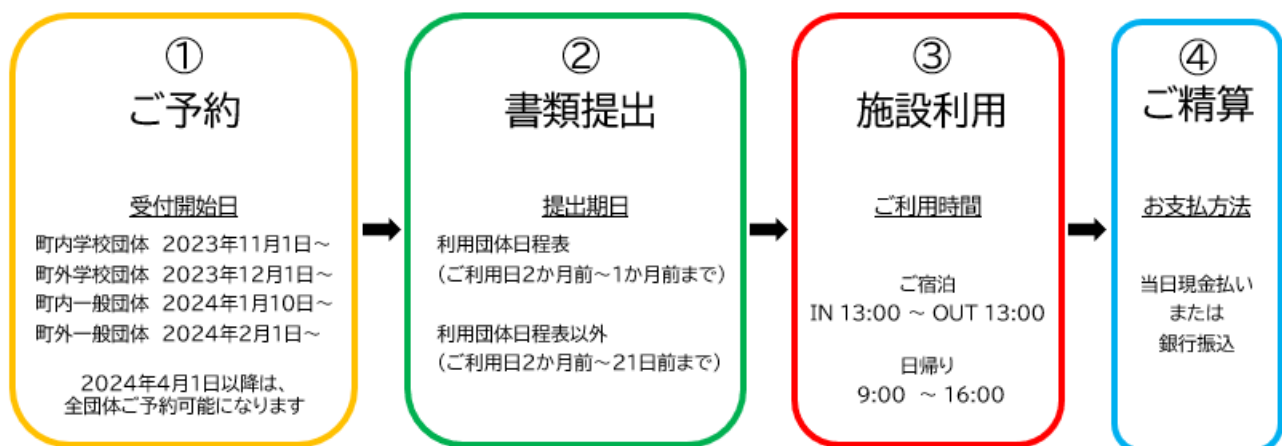 ①
ご予約
受付開始日
町内学校団体 2023年11月1日～
町外学校団体 2023年12月1日～
町内一般団体 2024年1月10日～
町外一般団体 2024年2月1日～
2024年4月1日以降は、
全団体ご予約可能になります
②
書類提出
提出期日
利用団体日程表
（ご利用日2か月前～1か月前まで）
利用団体日程表以外
（ご利用日2か月前～21日前まで）
③
施設利用
ご利用時間
ご宿泊
IN 13:00 ～ OUT 13:00
日帰り
9:00 ～ 16:00
④
ご精算
お支払方法
当日現金払い
または
銀行振込